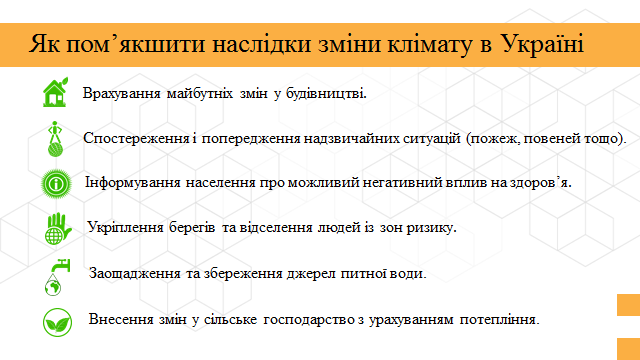 Як пом’якшити наслідки зміни клімату в Україні
Врахування майбутніх змін у будівництві.
Спостереження і попередження надзвичайних ситуацій (пожеж, повеней тощо).
Інформування населення про можливий негативний вплив на здоров’я.
Укріплення берегів та відселення людей із зон ризику.
Заощадження та збереження джерел питної води.
Внесення змін у сільське господарство з урахуванням потепління.